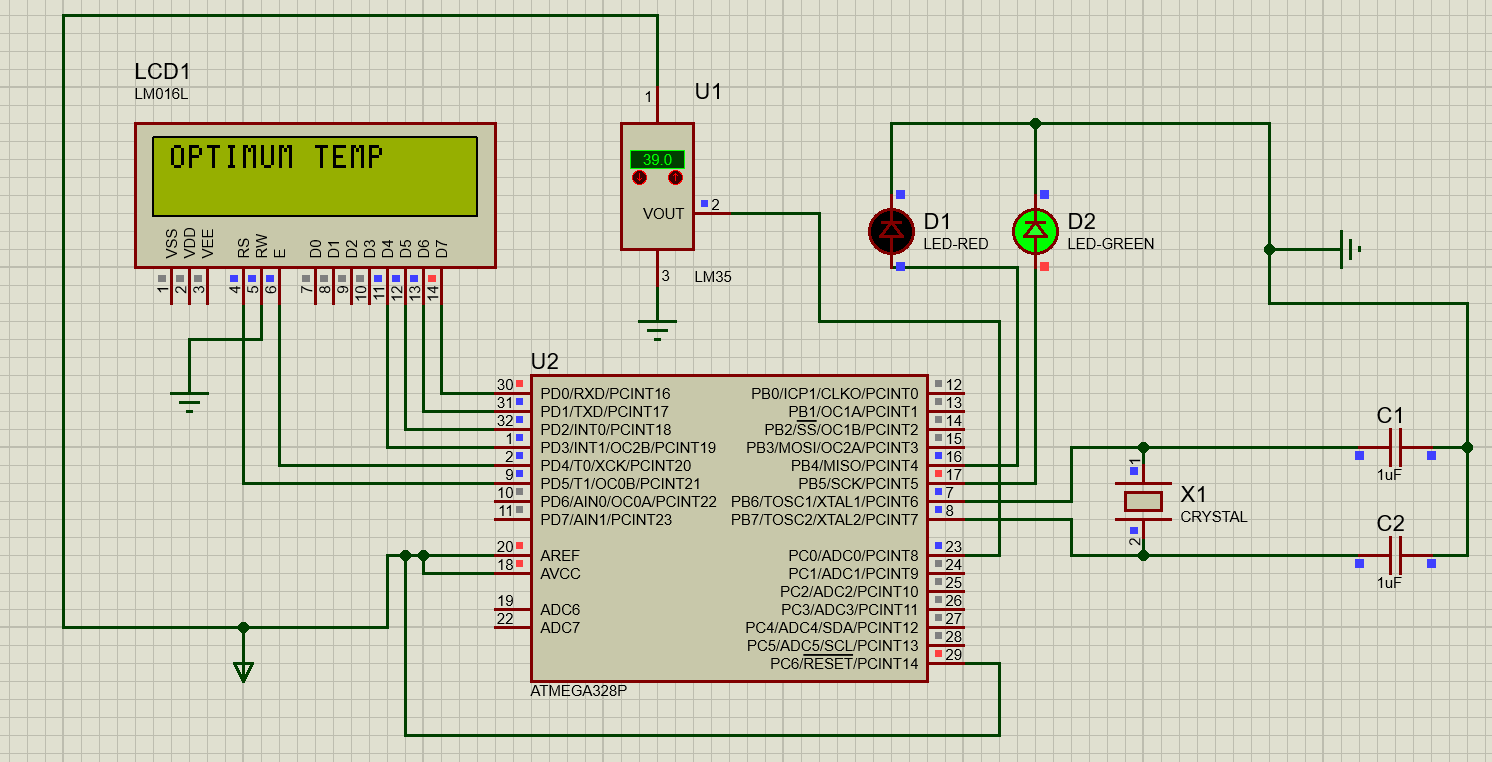 LCD1
LM016L
OPTIMUM TEMP
VSS
VDD
VEE
RS
RW
E
D0
D1
D2
D3
D4
D5
D6
D7
1
2
3
4
5
6
7
8
9
10
11
12
13
14
U1
1
39.0
VOUT
2
3
LM35
D1
LED-RED
D2
LED-GREEN
U2
30 PD0/RXD/PCINT16
31 PD1/TXD/PCINT17
32 PD2/INT0/PCINT18
1 PD3/INT1/OC2B/PCINT19
2 PD4/T0/XCK/PCINT20
9 PD5/T1/OC0B/PCINT21
10 PD6/AIN0/OC0A/PCINT22
11 PD7/AIN1/PCINT23
20 AREF
18 AVCC
19 ADC6
22 ADC7
PB0/ICP1/CLKO/PCINT0 12
PB1/OC1A/PCINT1 13
PB2/SS/OC1B/PCINT2 14
PB3/MOSI/OC2A/PCINT3 15
PB4/MISO/PCINT4 16
PB5/SCK/PCINT5 17
PB6/TOSC1/XTAL1/PCINT6 7
PB7/TOSC2/XTAL2/PCINT7 8
PC0/ADC0/PCINT8 23
PC1/ADC1/PCINT9 24
PC2/ADC2/PCINT10 25
PC3/ADC3/PCINT11 26
PC4/ADC4/SDA/PCINT12 27
PC5/ADC5/SCL/PCINT13 28
PC6/RESET/PCINT14 29
ATMEGA328P
1
X1
CRYSTAL
2
C1
1uF
C2
1uF